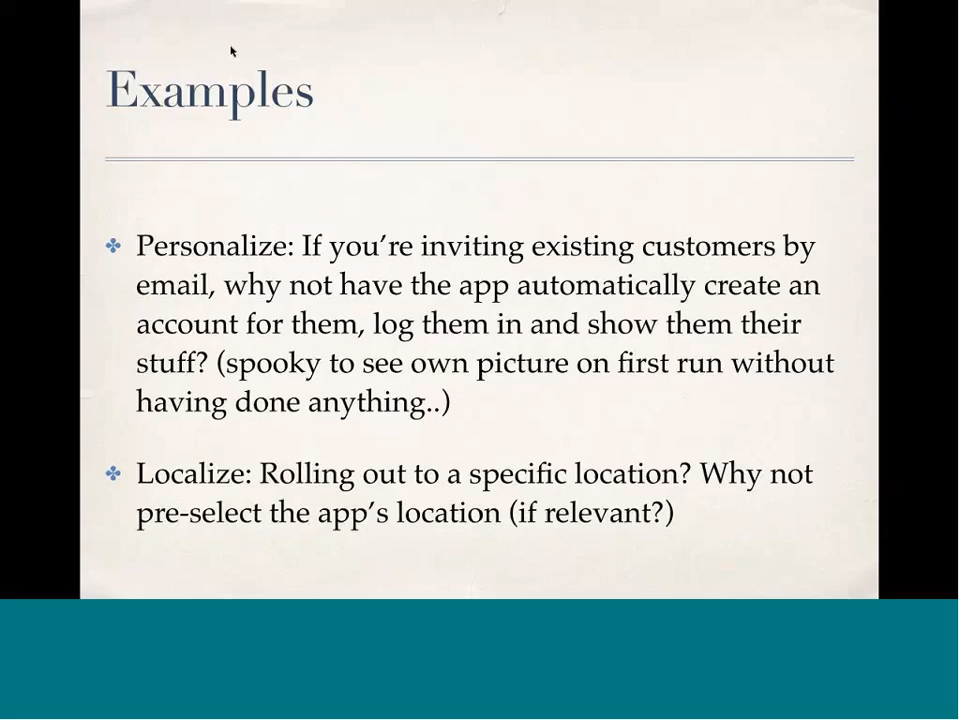 Examples
Personalize: If you’re inviting existing customers by
email, why not have the app automatically create an
account for them, log them in and show them their
stuff? (spooky to see own picture on first run without
having done anything..)
Localize: Rolling out to a specific location? Why not
pre-select the app’s location (if relevant?)